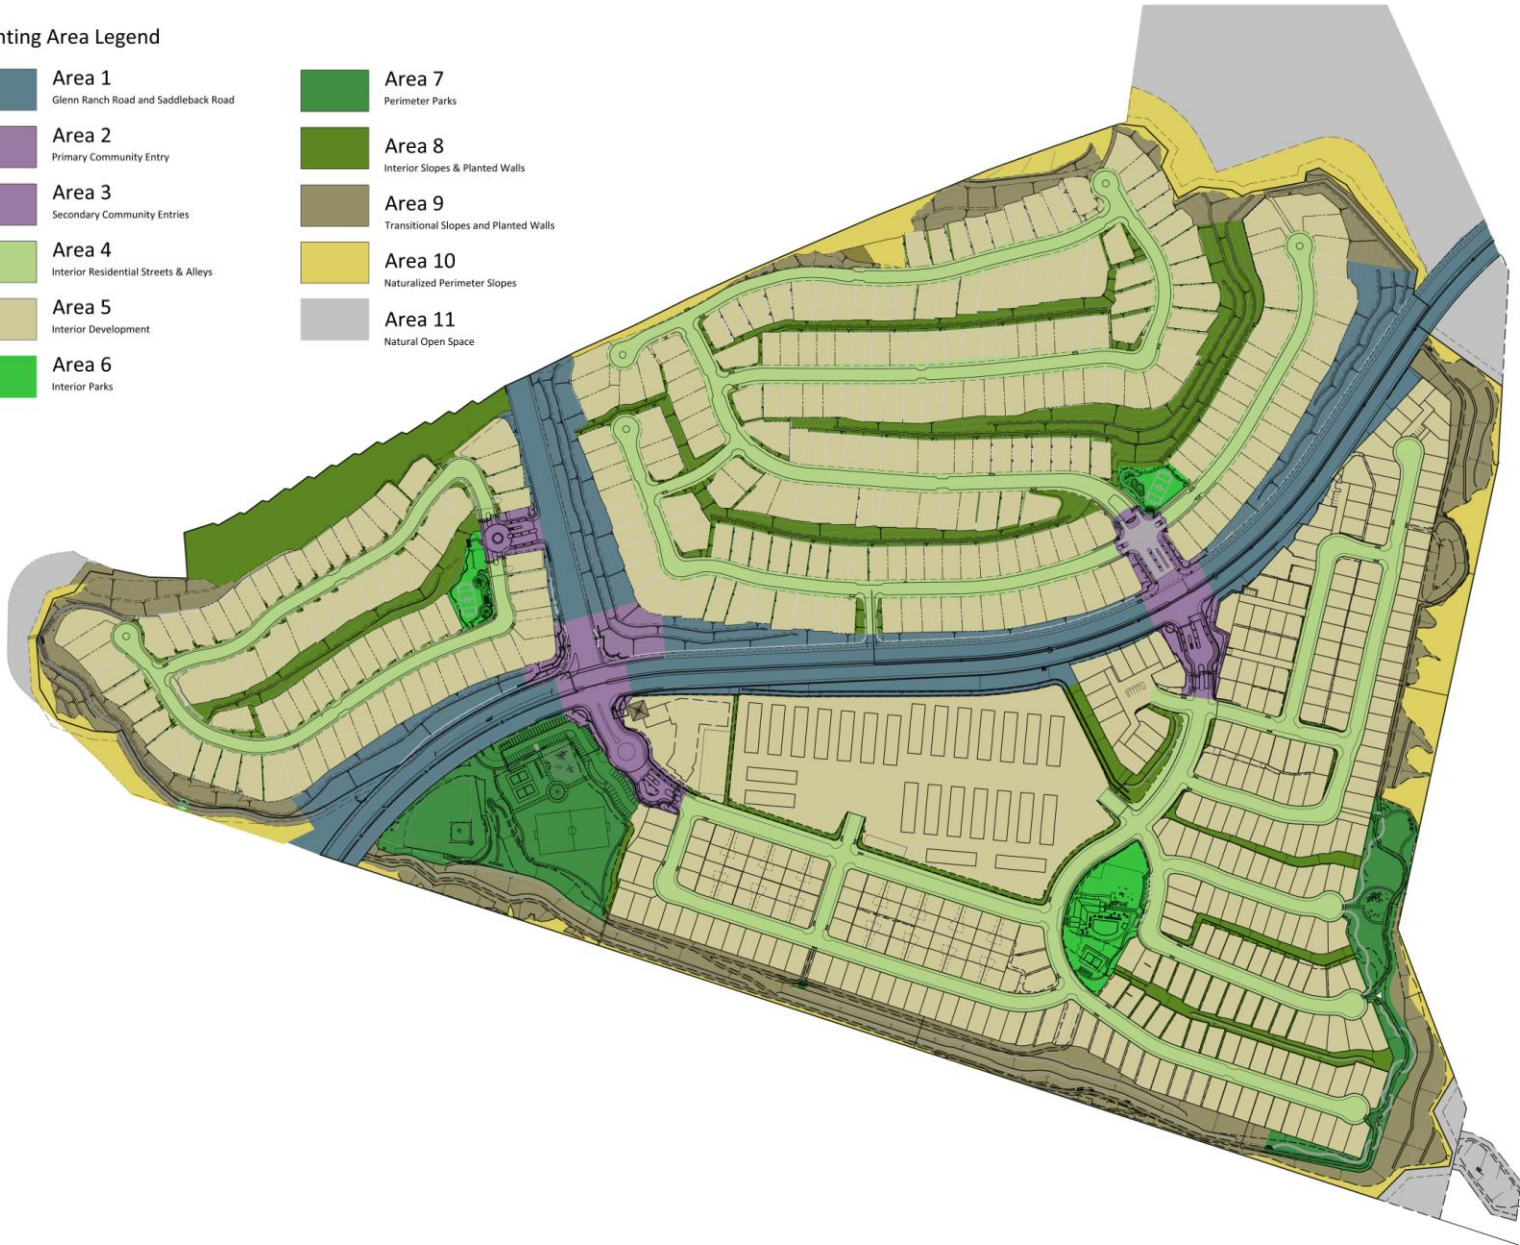 nting Area Legend
Area 1
Glenn Ranch Road and Saddleback Road
Area 2
Primary Community Entry
Area 3
Secondary Community Entries
Area 4
Interior Residential Streets & Alleys
Area 5
Interior Development
Area 6
Interior Parks
Area 7
Perimeter Parks
Area 8
Interior Slopes & Planted Walls
Area 9
Transitional Slopes and Planted Walls
Area 10
Naturalized Perimeter Slopes
Area 11
Natural Open Space